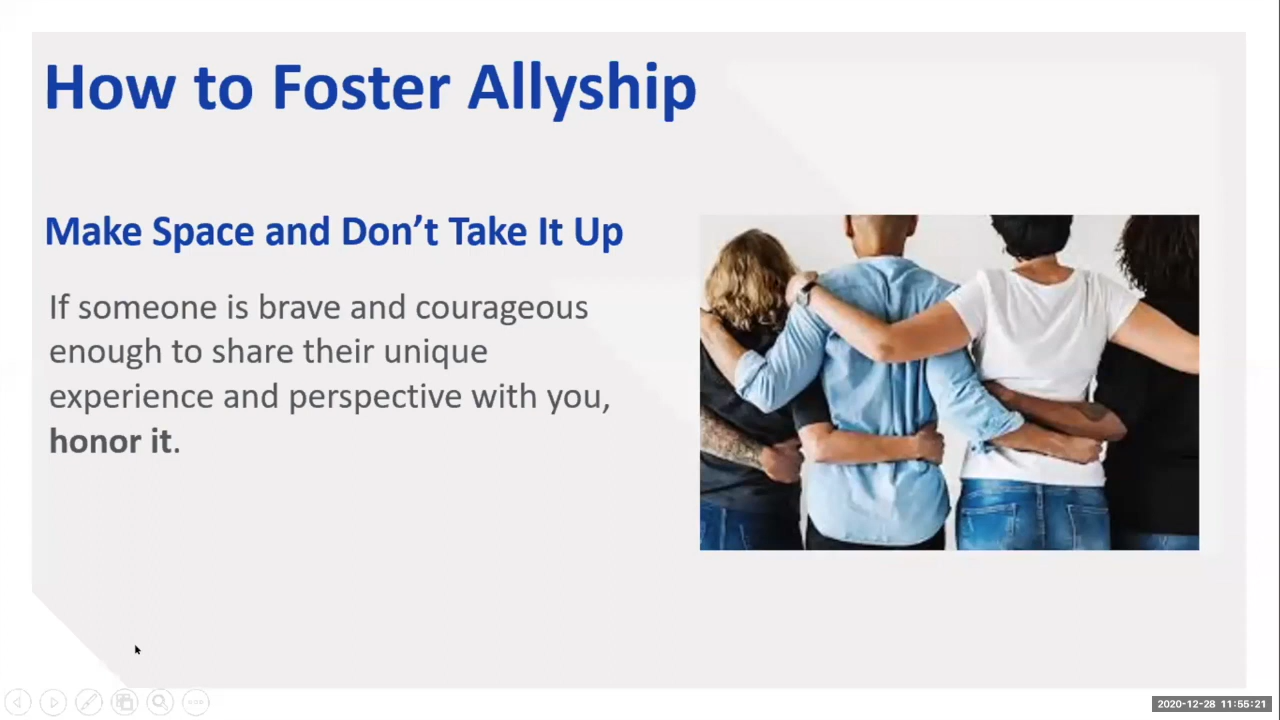 How to Foster Allyship
Make Space and Don’t Take It Up
If someone is brave and courageous
enough to share their unique
experience and perspective with you,
honor it.
2020-12-28 11:55:21